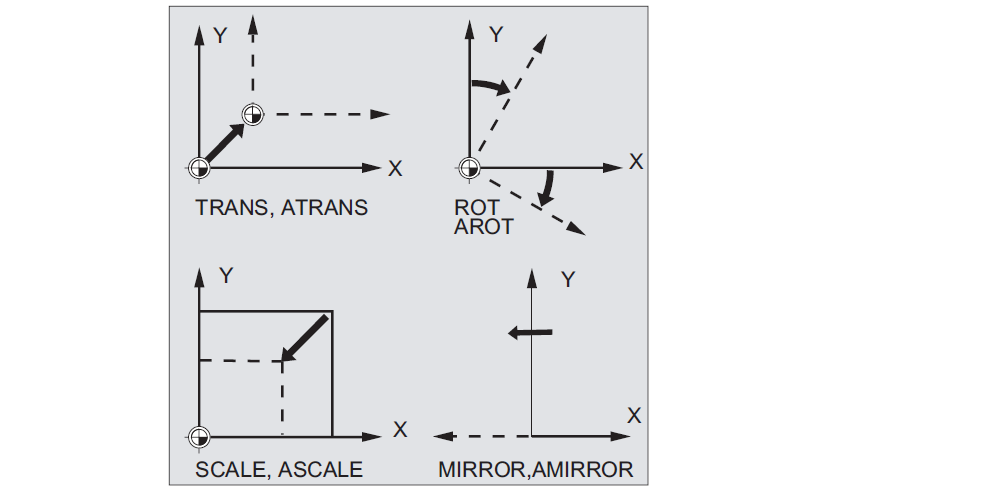 Y
X
TRANS, ATRANS
Y
X
ROT
AROT
Y
X
SCALE, ASCALE
Y
X
MIRROR,AMIRROR